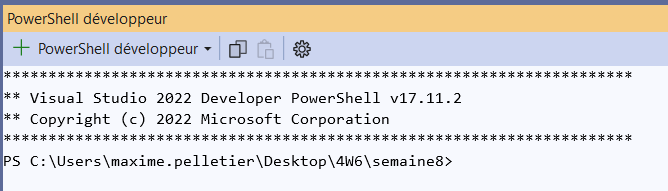 PowerShell développeur
PowerShell développeur
**********************************************************************
** Visual Studio 2022 Developer PowerShell v17.11.2
** Copyright (c) 2022 Microsoft Corporation
**********************************************************************
PS C:\Users\maxime.pelletier\Desktop\4W6\semaine8>